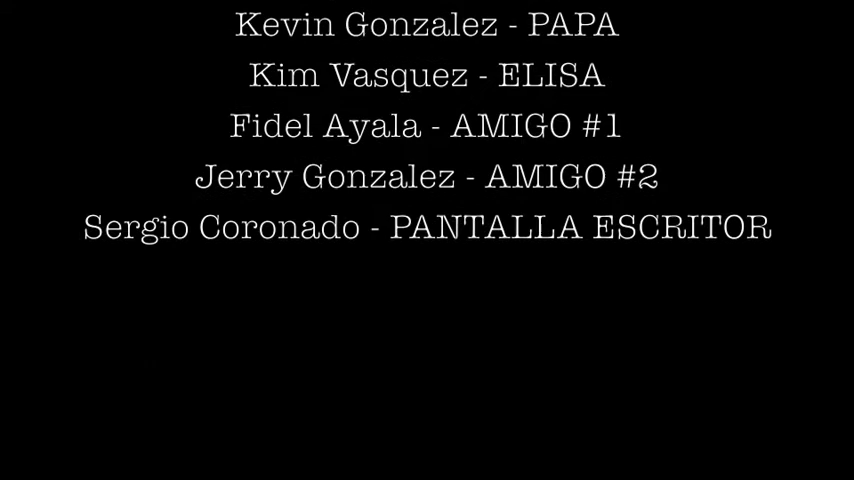 Kevin Gonzalez - PAPA
Kim Vasquez - ELISA
Fidel Ayala - AMIGO #1
Jerry Gonzalez - AMIGO #2
Sergio Coronado - PANTALLA ESCRITOR